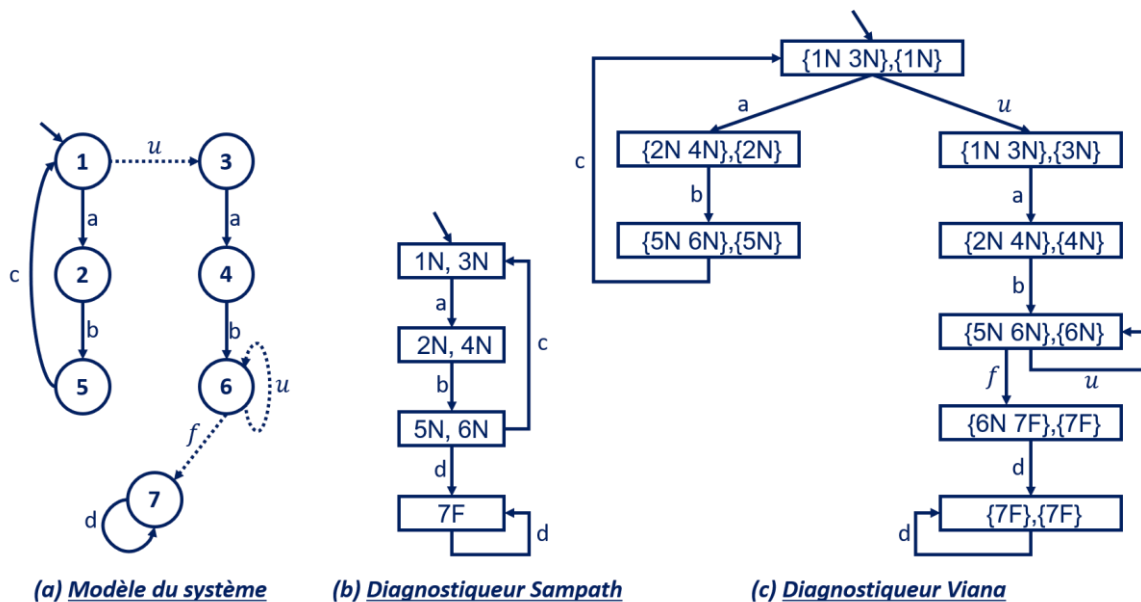 1
u
3
a
a
2
4
c
b
b
5
6
u
f
7
d
(a) Modèle du système
1N, 3N
a
2N, 4N
c
b
5N, 6N
d
7F
d
(b) Diagnostiqueur Sampath
{1N 3N},{1N}
a
u
{2N 4N},{2N}
{1N 3N},{3N}
c
b
a
{5N 6N},{5N}
{2N 4N},{4N}
b
{5N 6N},{6N}
f
u
{6N 7F},{7F}
d
{7F},{7F}
d
(c) Diagnostiqueur Viana